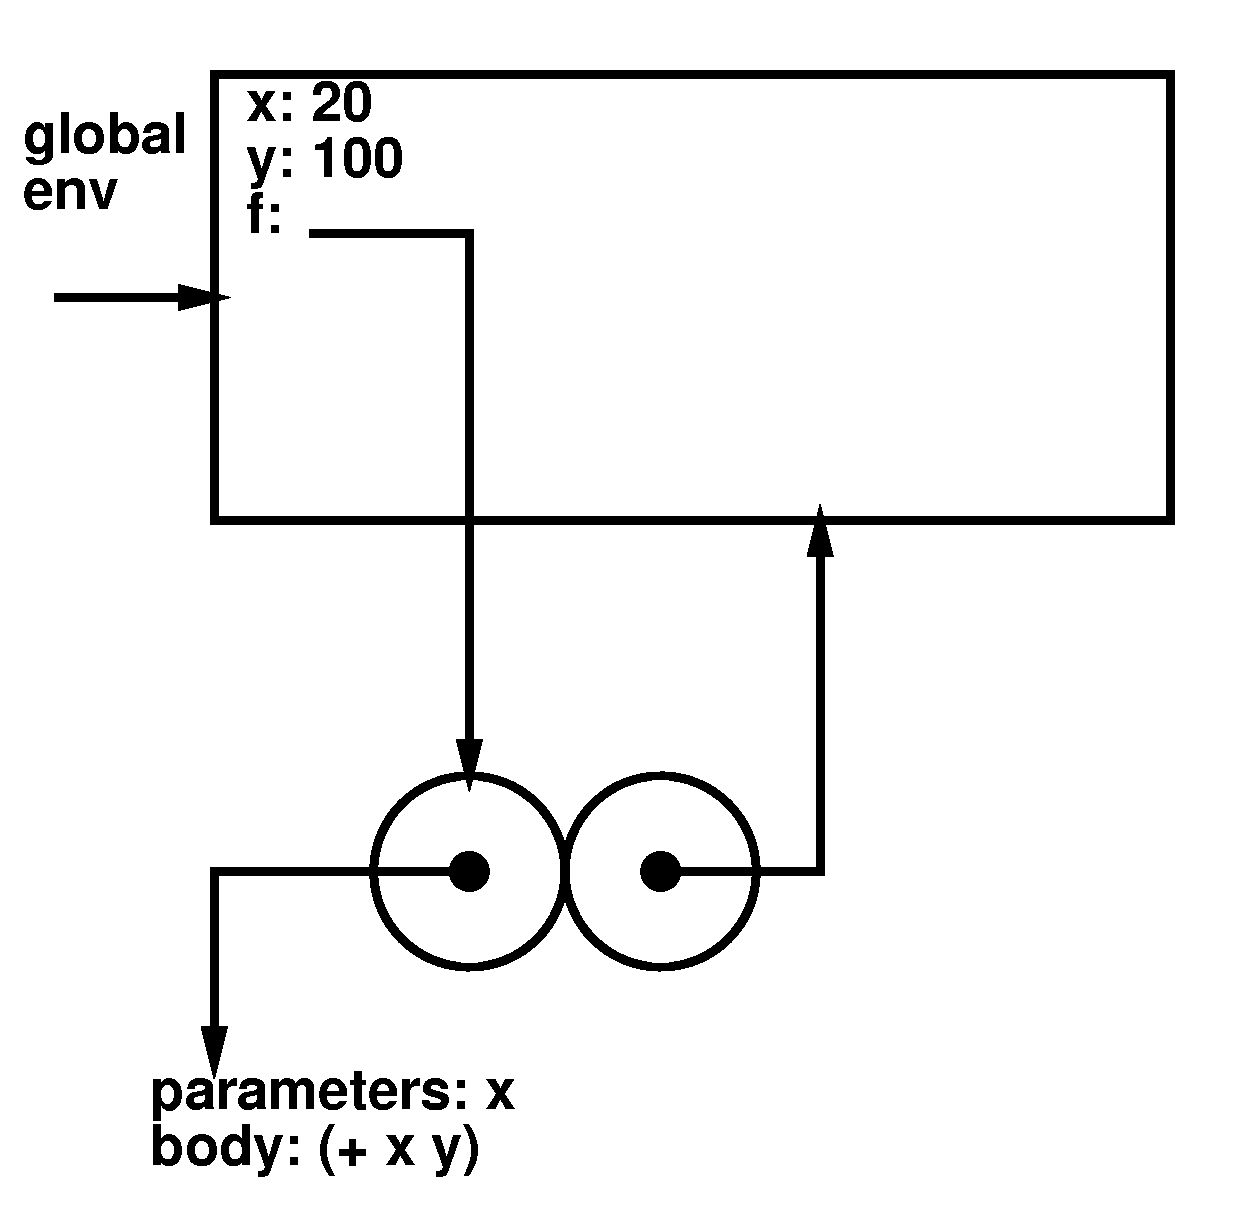 global
env
x: 20
y: 100
f:
parameters: x
body: (+ x y)